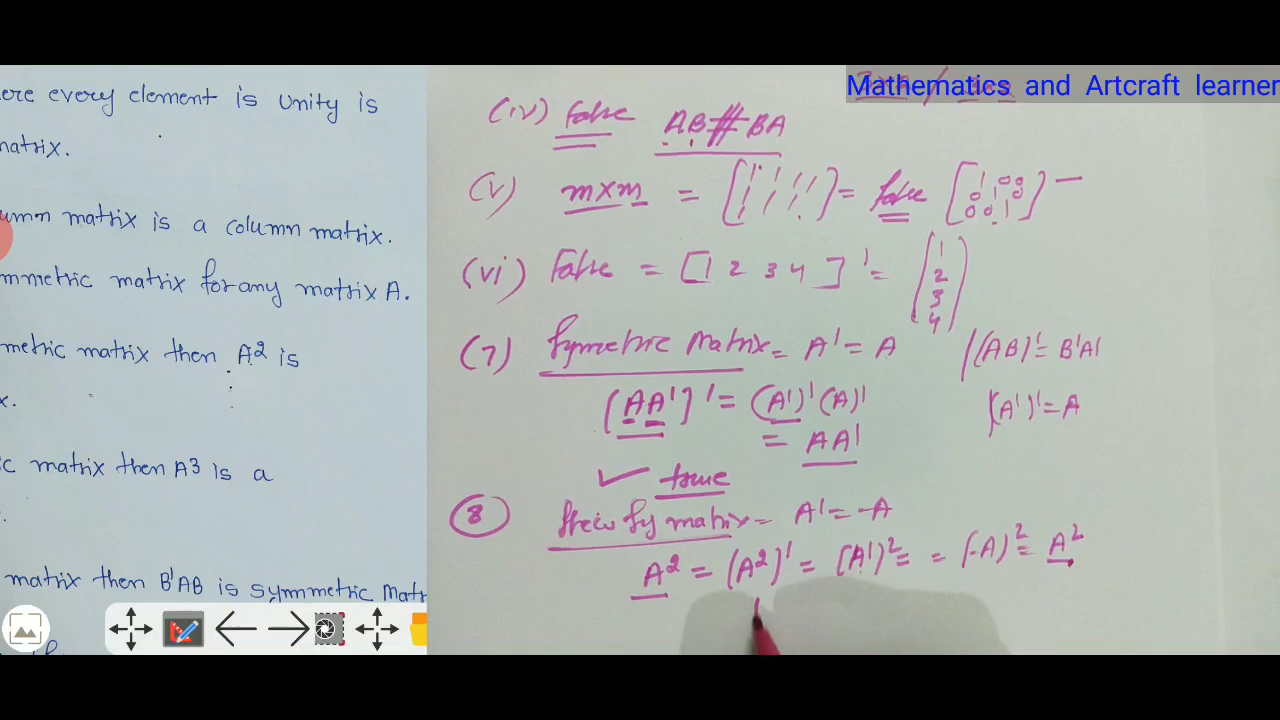 Mathematics and Artcraft learner
ere every element is unity is
matrix.
umn matrix is a column matrix.
mmetric matrix for any matrix A.
metric matrix then A² is
x.
c matrix then A3 is a
matrix then B'AB is symmetric Matr
(iv) False AB ≠ BA
(v) m×m = [ 1 1 1 1 1 1 ] = false [ 1 0 0 0 1 0 0 0 1 ] —
(vi) False = [1 2 3 4]' = [1 2 3 4]
(7) Symetric Matrix = A' = A |(AB)' = B'A'
[AA']' = (A')'(A)' (A')' = A
= AA'
✓ true
8 Skew Sy matrix = A' = -A
A² = (A²)' = (A')² = = (-A)² = A²